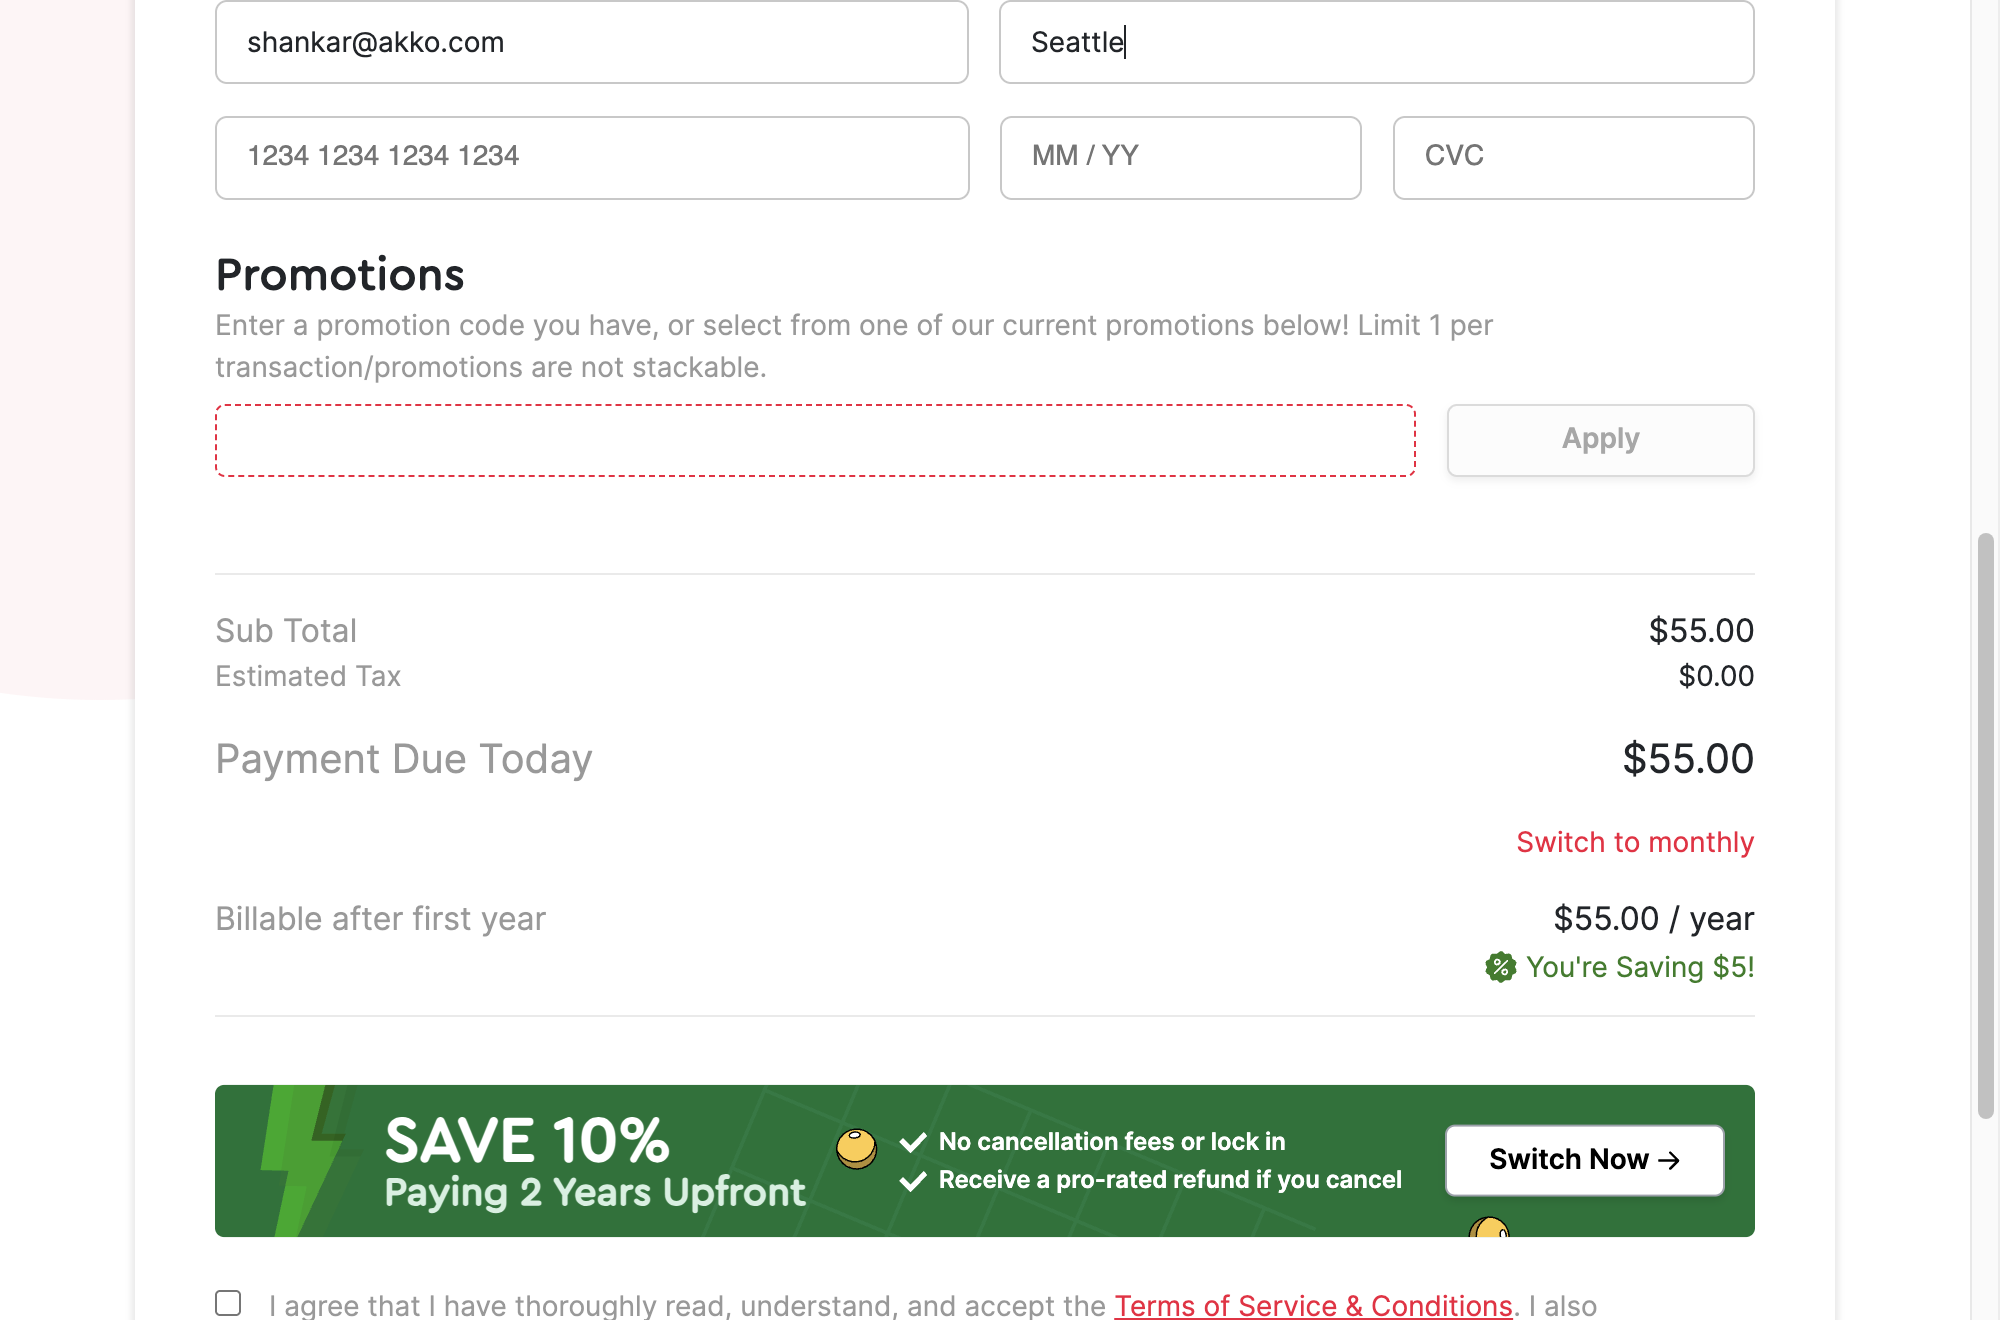 shankar@akko.com
Seattle
1234 1234 1234 1234
MM / YY
CVC
Promotions
Enter a promotion code you have, or select from one of our current promotions below! Limit 1 per
transaction/promotions are not stackable.
Apply
Sub Total
$55.00
Estimated Tax
$0.00
Payment Due Today
$55.00
Switch to monthly
Billable after first year
$55.00 / year
You're Saving $5!
SAVE 10%
Paying 2 Years Upfront
No cancellation fees or lock in
Receive a pro-rated refund if you cancel
Switch Now →
I agree that I have thoroughly read, understand, and accept the Terms of Service & Conditions. I also